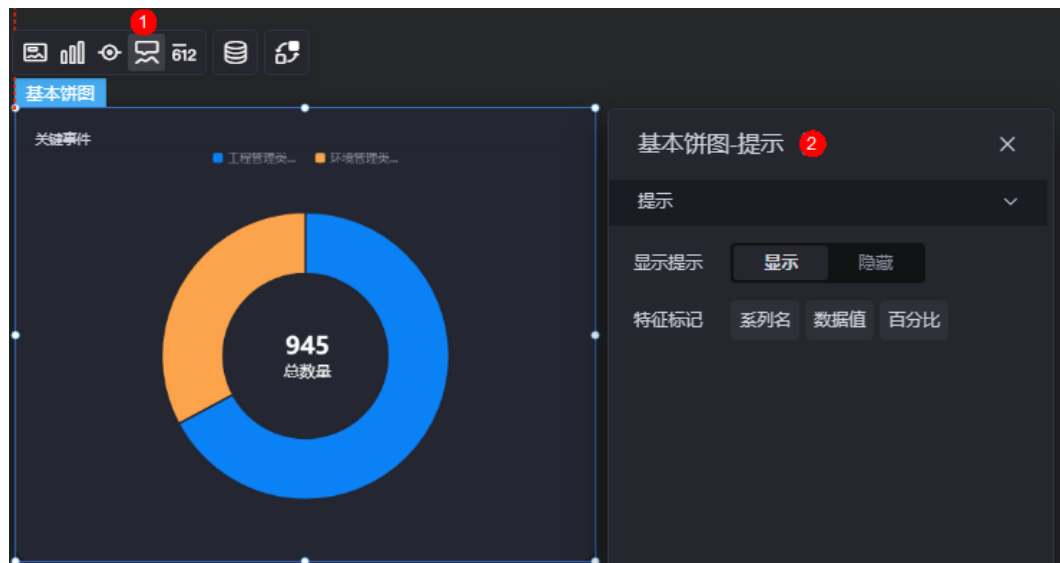 1
612
基本饼图
关键事件
工程管理类... 环境管理类...
945
总数量
基本饼图-提示 2
提示
显示提示 显示 隐藏
特征标记 系列名 数据值 百分比